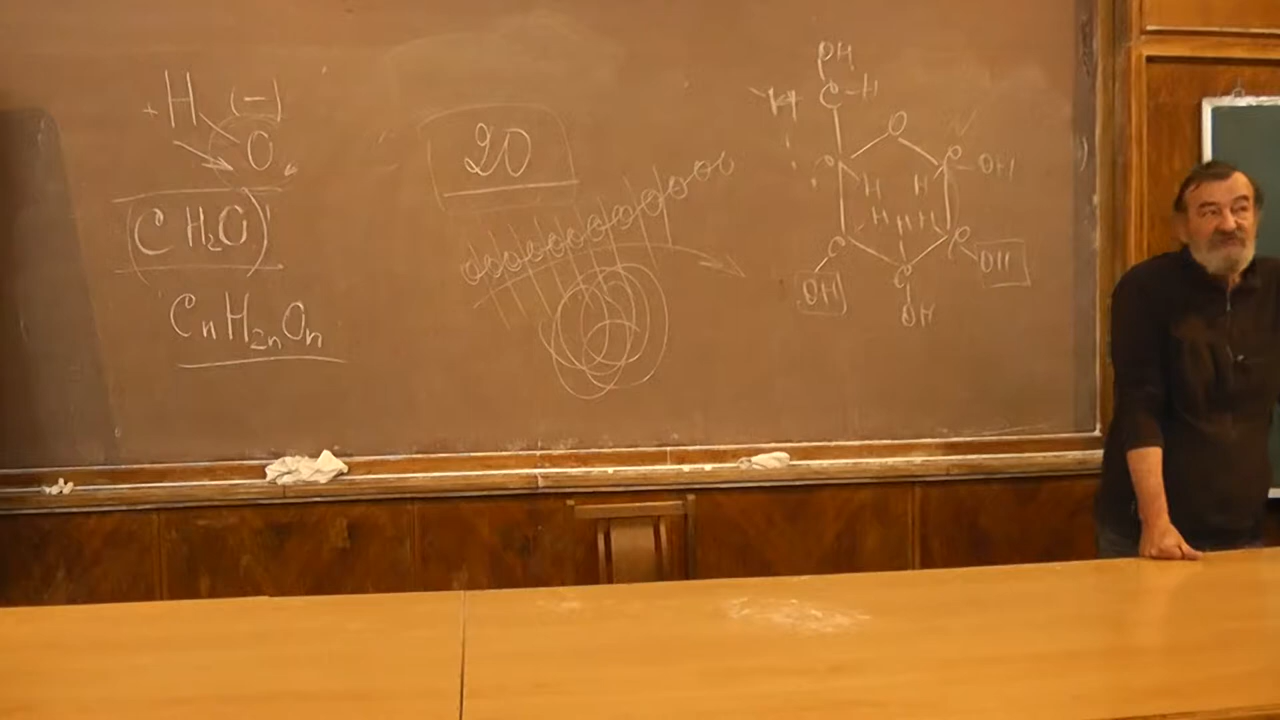 +H (-)
O
(CH₂O)
CₙH₂ₙOₙ
20
OH
C-H
O
C C-OH
H H
H H H
C C
OH C OH
OH